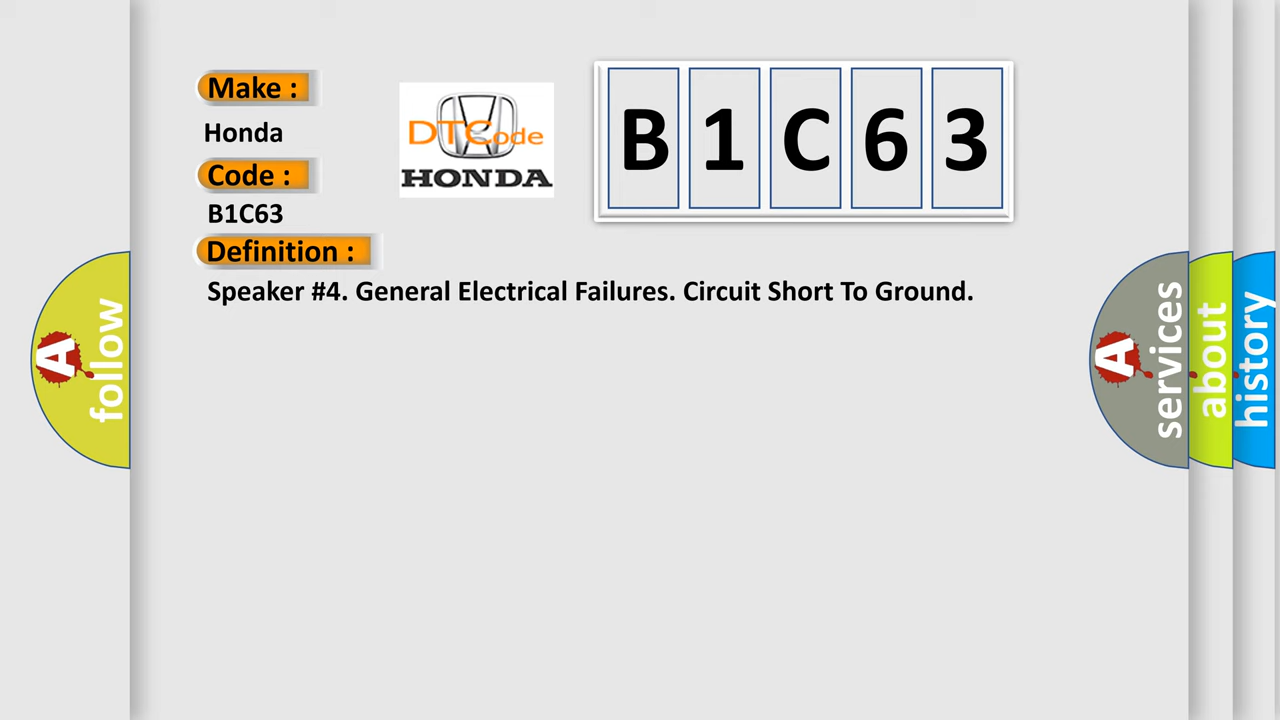 Make :
Honda
Code :
B1C63
Definition :
Speaker #4. General Electrical Failures. Circuit Short To Ground.
DTCode
HONDA
B 1 C 6 3
A follow
A services
about
history